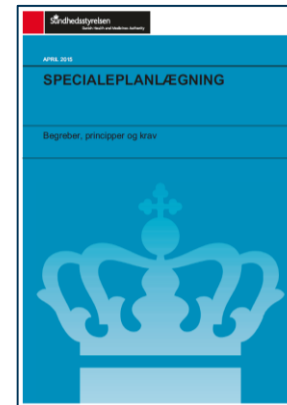 Sundhedsstyrelsen
Danish Health and Medicines Authority
APRIL 2015
SPECIALEPLANLÆGNING
Begreber, principper og krav